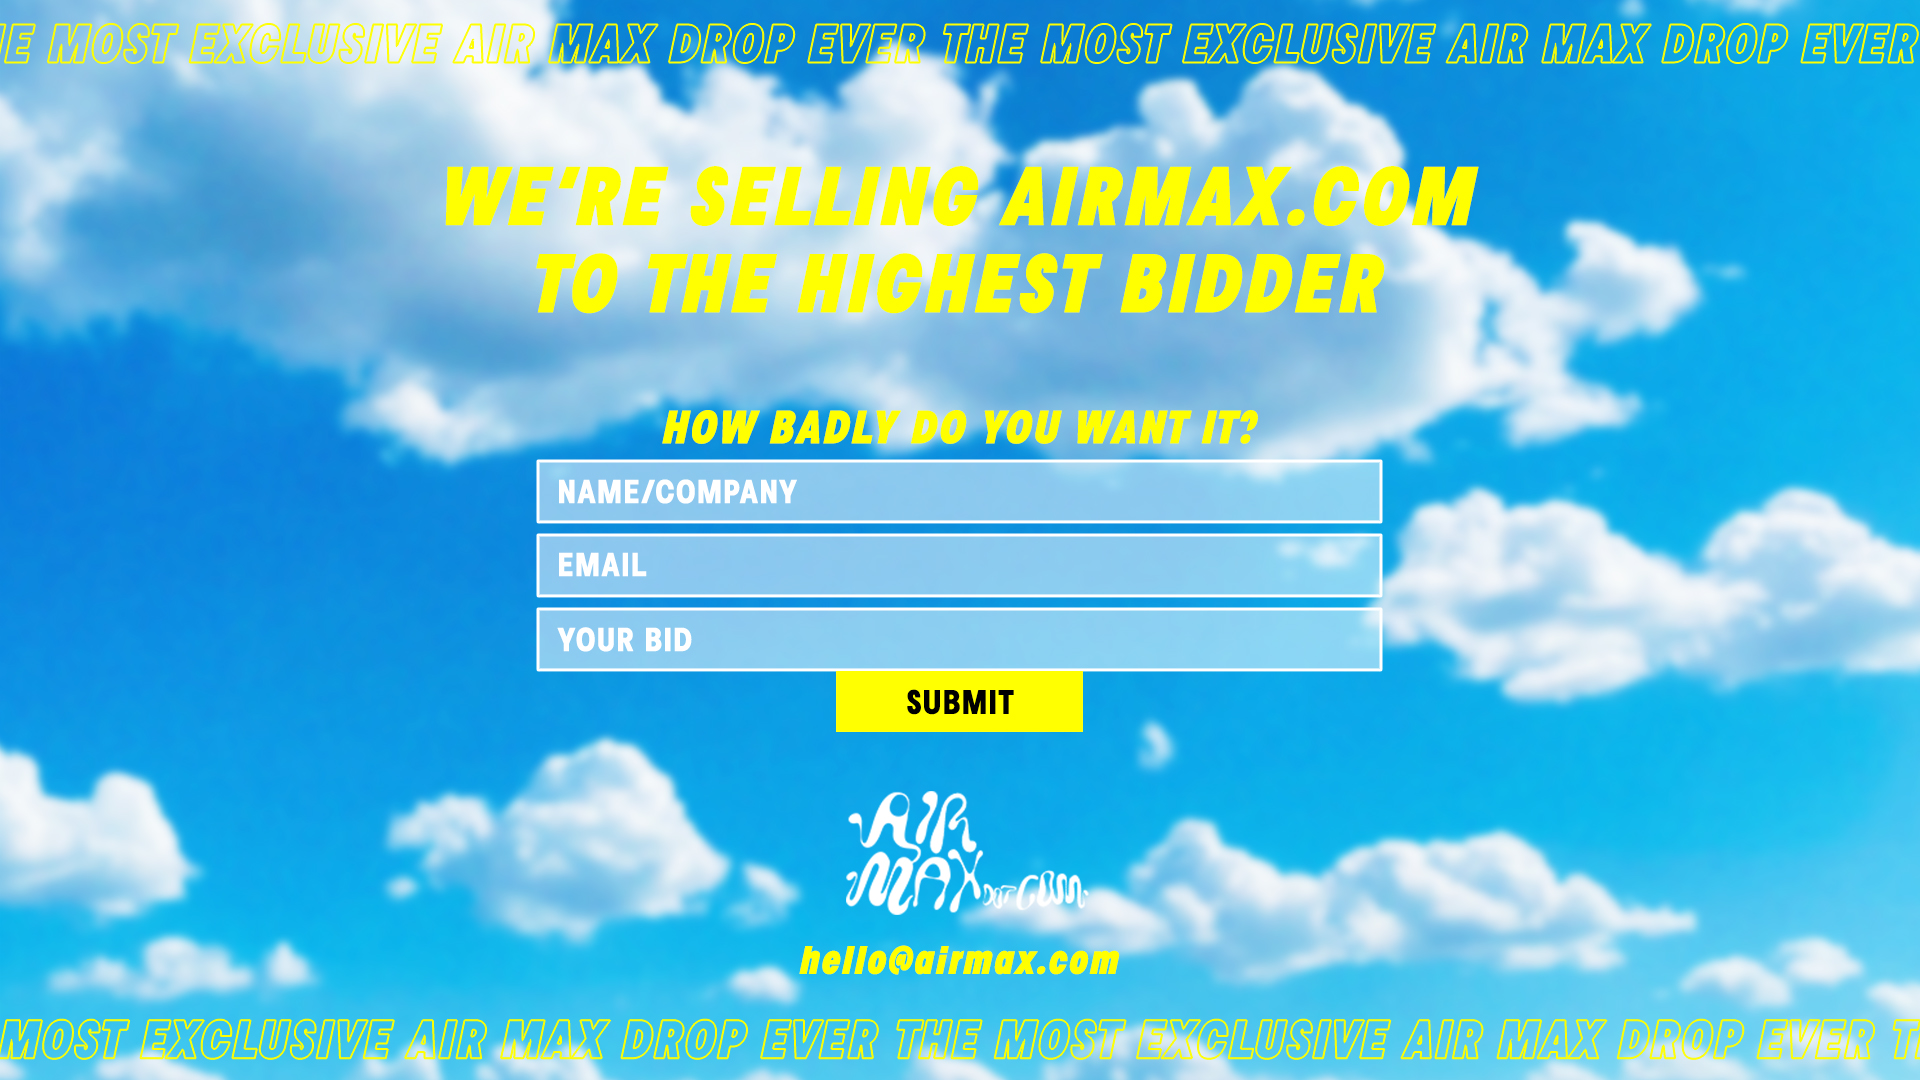 E MOST EXCLUSIVE AIR MAX DROP EVER THE MOST EXCLUSIVE AIR MAX DROP EVER
WE'RE SELLING AIRMAX.COM
TO THE HIGHEST BIDDER
HOW BADLY DO YOU WANT IT?
NAME/COMPANY
EMAIL
YOUR BID
SUBMIT
AIR
MAX DOT COM
hello@airmax.com
MOST EXCLUSIVE AIR MAX DROP EVER THE MOST EXCLUSIVE AIR MAX DROP EVER T